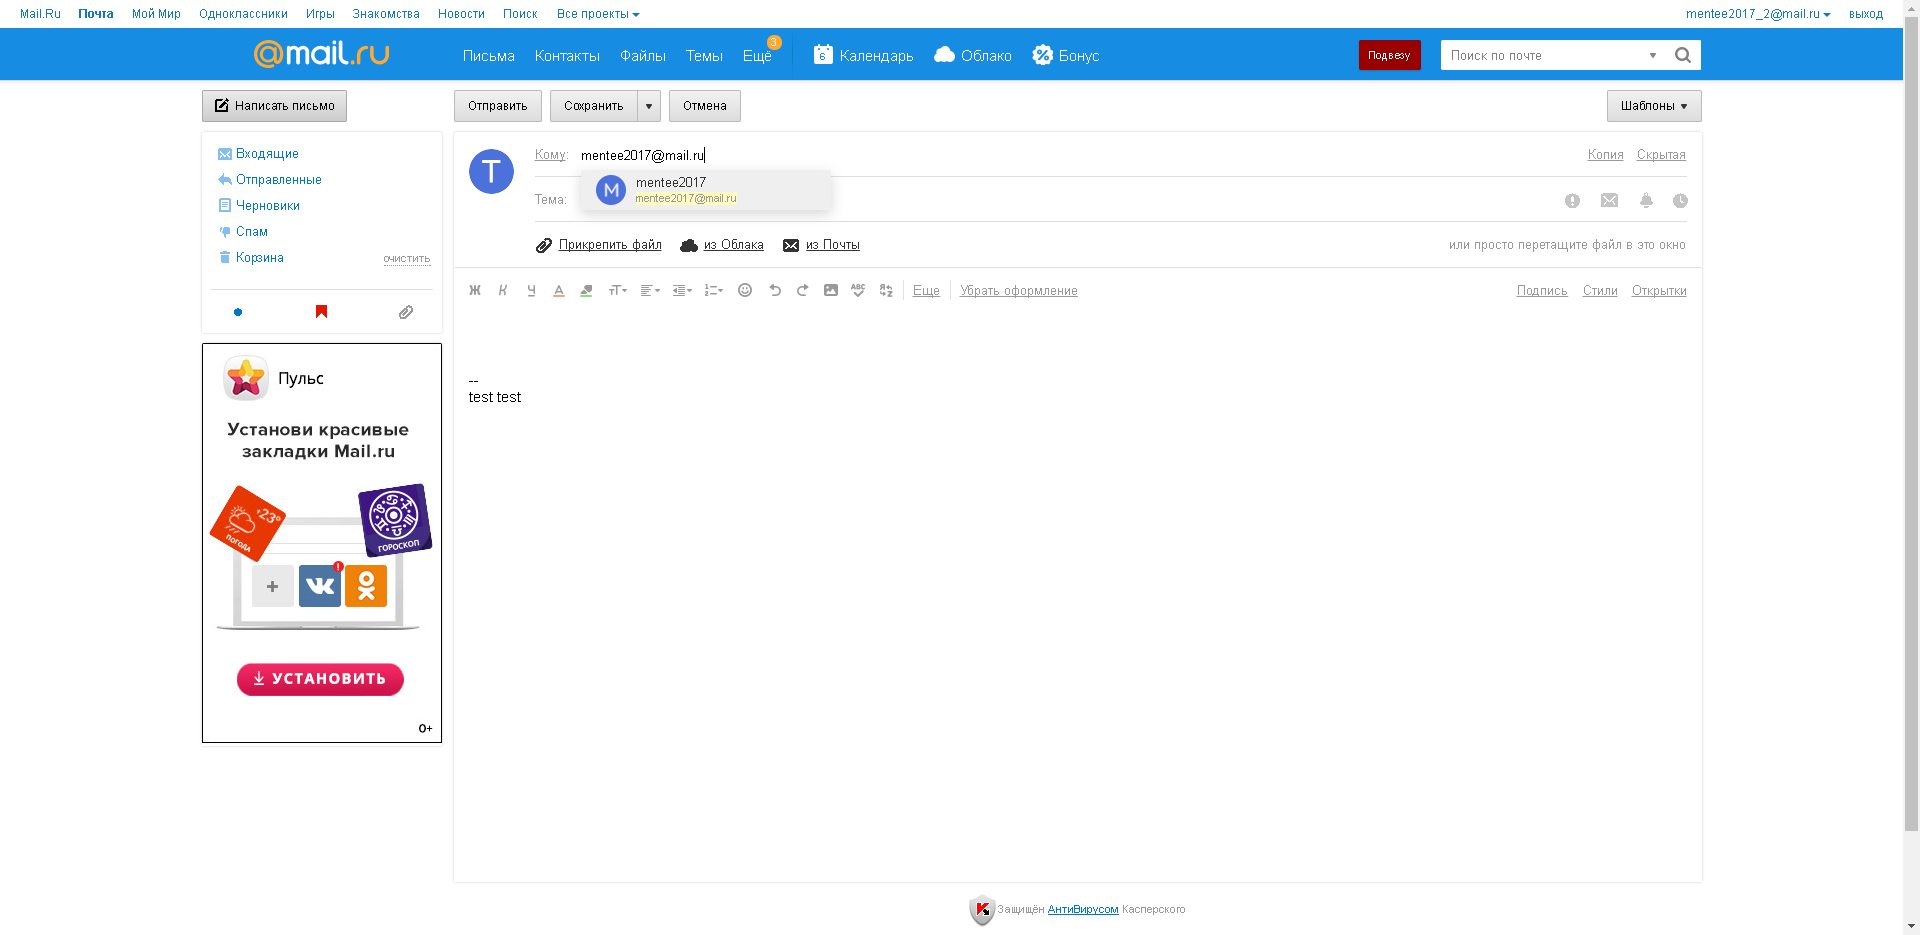 Mail.Ru Почта Мой Мир Одноклассники Игры Знакомства Новости Поиск Все проекты mentee2017_2@mail.ru выход
@mail.ru Письма Контакты Файлы Темы Ещё 3 6 Календарь Облако Бонус Подвезу Поиск по почте
Написать письмо Отправить Сохранить Отмена Шаблоны
Входящие
Отправленные
Черновики
Спам
Корзина очистить
Пульс
Установи красивые
закладки Mail.ru
+23°
ПОГОДА
ГОРОСКОП
УСТАНОВИТЬ
0+
T
Кому: mentee2017@mail.ru Копия Скрытая
M
mentee2017
mentee2017@mail.ru
Тема:
Прикрепить файл из Облака из Почты или просто перетащите файл в этo окно
Ж К Ч А тТ ABC Еще Убрать оформление Подпись Стили Открытки
--
test test
Защищён АнтиВирусом Касперского